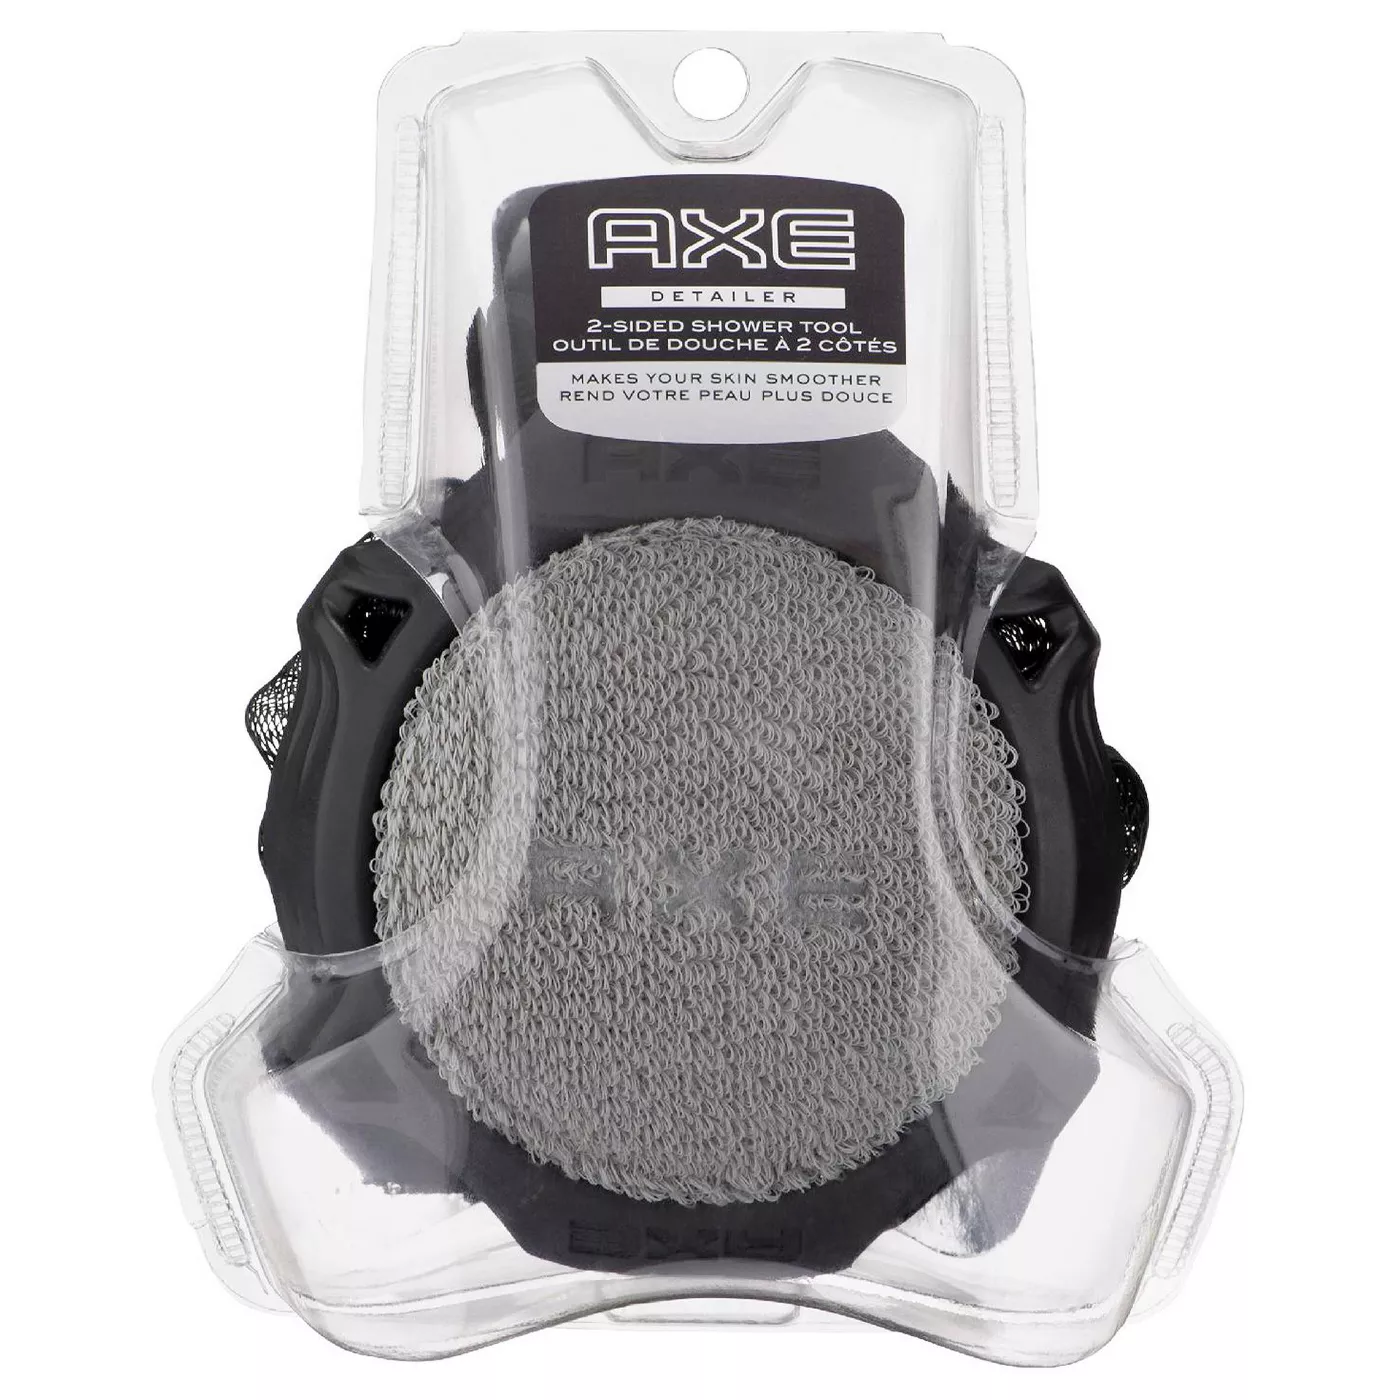 AXE
DETAILER
2-SIDED SHOWER TOOL
OUTIL DE DOUCHE À 2 CÔTÉS
MAKES YOUR SKIN SMOOTHER
REND VOTRE PEAU PLUS DOUCE
AXE
AXE
AXE